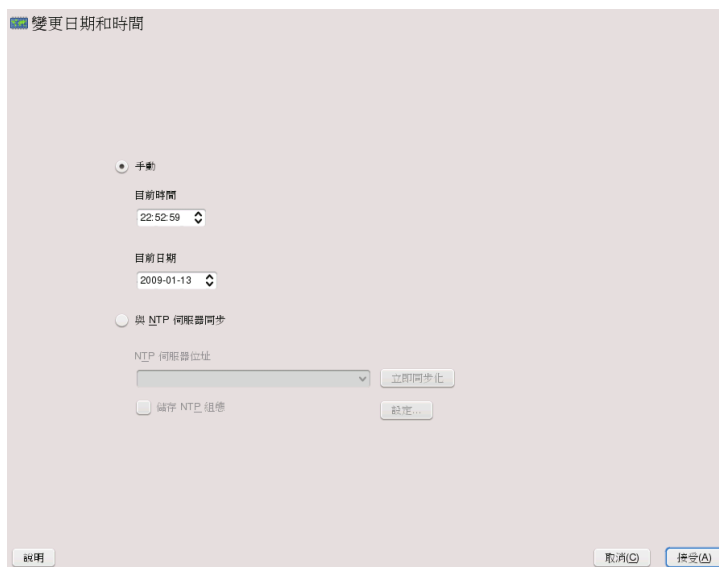 變更日期和時間
手動
目前時間
22:52:59
目前日期
2009-01-13
與 NTP 伺服器同步
NTP 伺服器位址
立即同步化
儲存 NTP 組態
設定...
說明
取消(C)
接受(A)